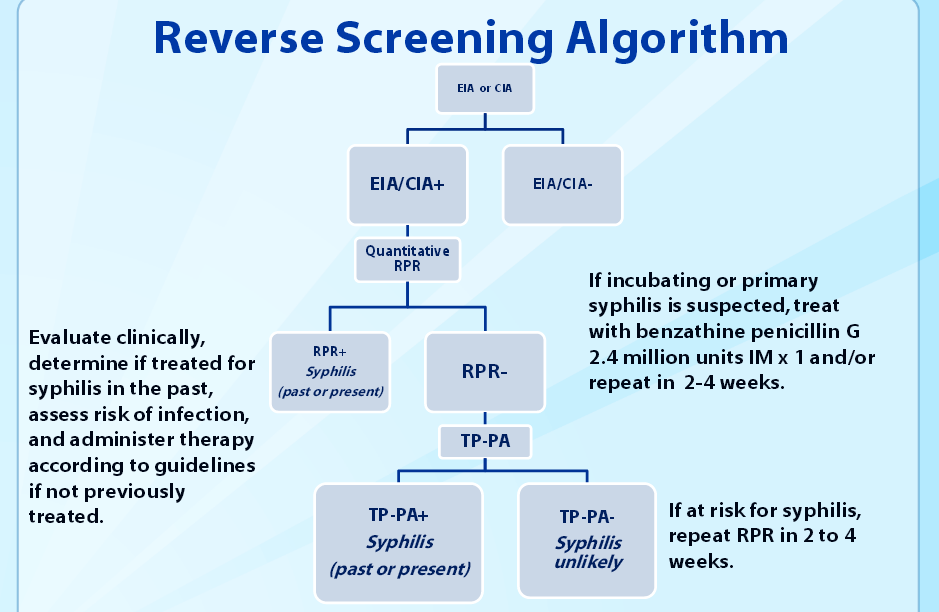 Reverse Screening Algorithm
EIA or CIA
EIA/CIA+
EIA/CIA-
Quantitative
RPR
If incubating or primary
syphilis is suspected, treat
with benzathine penicillin G
2.4 million units IM x 1 and/or
repeat in 2-4 weeks.
Evaluate clinically,
determine if treated for
syphilis in the past,
assess risk of infection,
and administer therapy
according to guidelines
if not previously
treated.
RPR+
Syphilis
(past or present)
RPR-
TP-PA
TP-PA+
Syphilis
(past or present)
TP-PA-
Syphilis
unlikely
If at risk for syphilis,
repeat RPR in 2 to 4
weeks.